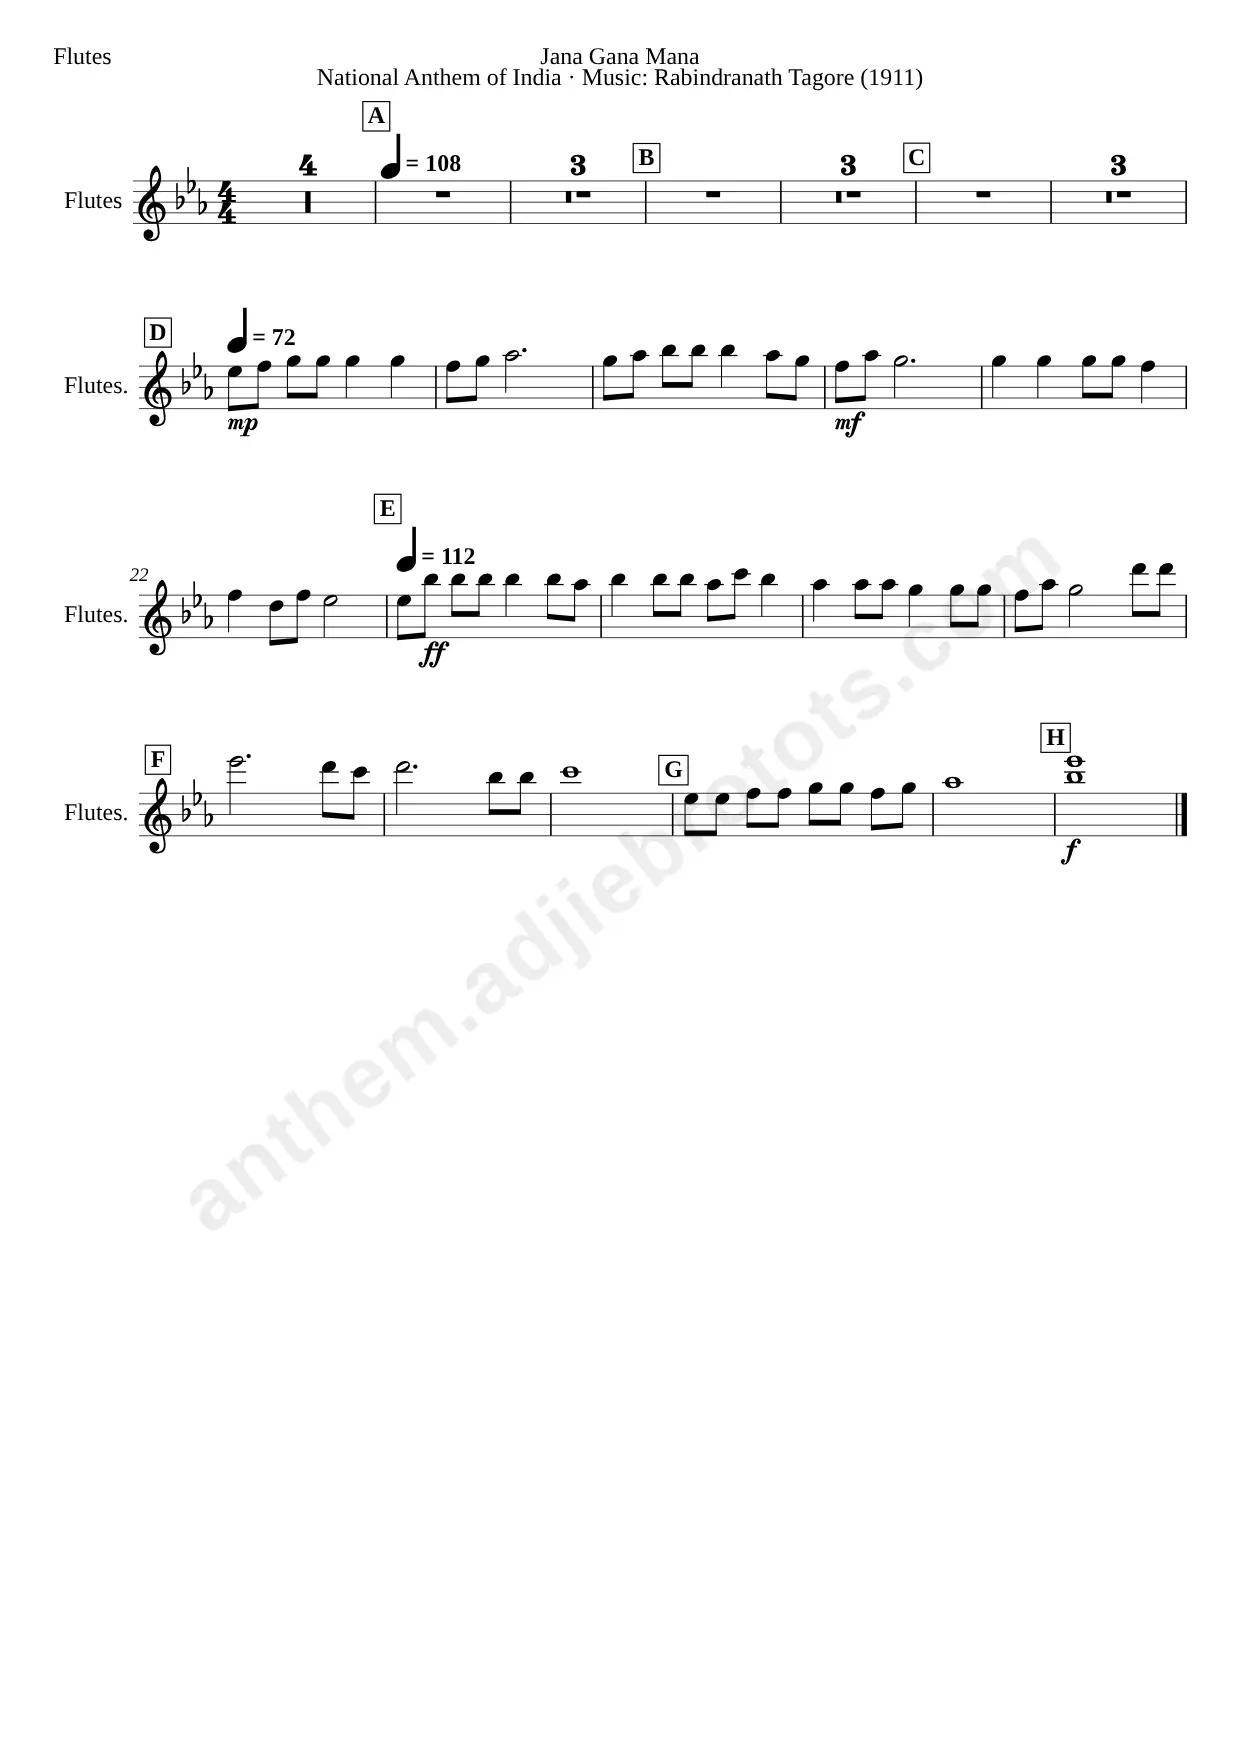 Flutes
Jana Gana Mana
National Anthem of India · Music: Rabindranath Tagore (1911)
A
4
= 108
3
B
3
C
3
Flutes
4
4
D
= 72
Flutes.
mp
mf
E
= 112
22
Flutes.
ff
F
G
H
Flutes.
f
anthem.adjiebrotots.com